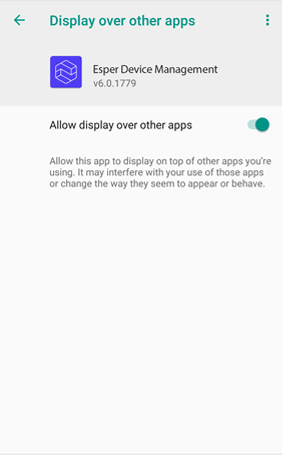 Display over other apps
Esper Device Management
v6.0.1779
Allow display over other apps
Allow this app to display on top of other apps you're
using. It may interfere with your use of those apps
or change the way they seem to appear or behave.